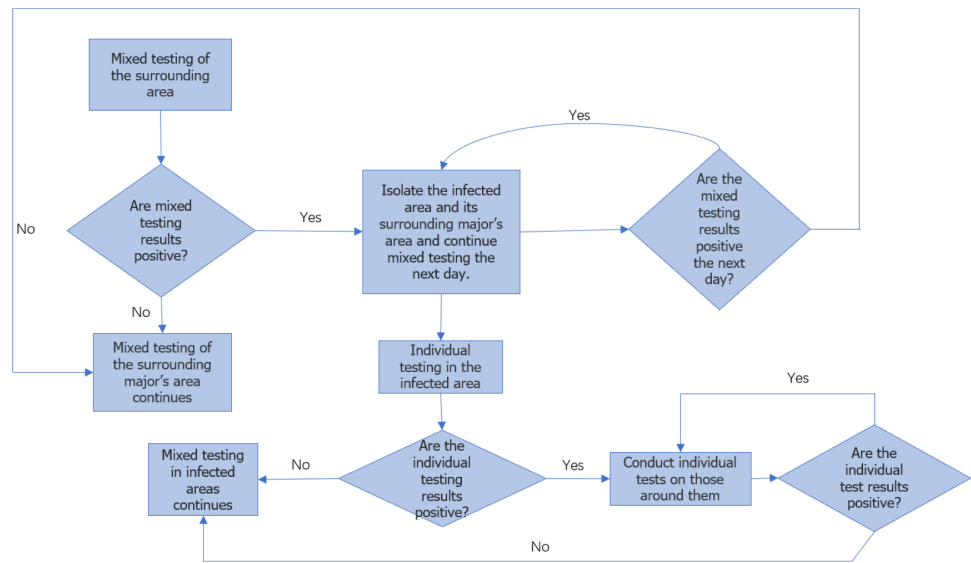 Mixed testing of
the surrounding
area
Yes
Are mixed
testing
results
positive?
Yes
Isolate the infected
area and its
surrounding major's
area and continue
mixed testing the
next day.
Are the
mixed
testing
results
positive
the next
day?
No
No
Mixed testing of
the surrounding
major's area
continues
Individual
testing in the
infected area
Yes
Mixed testing
in infected
areas
continues
No
Are the
individual
testing
results
positive?
Yes
Conduct individual
tests on those
around them
Are the
individual
test results
positive?
No